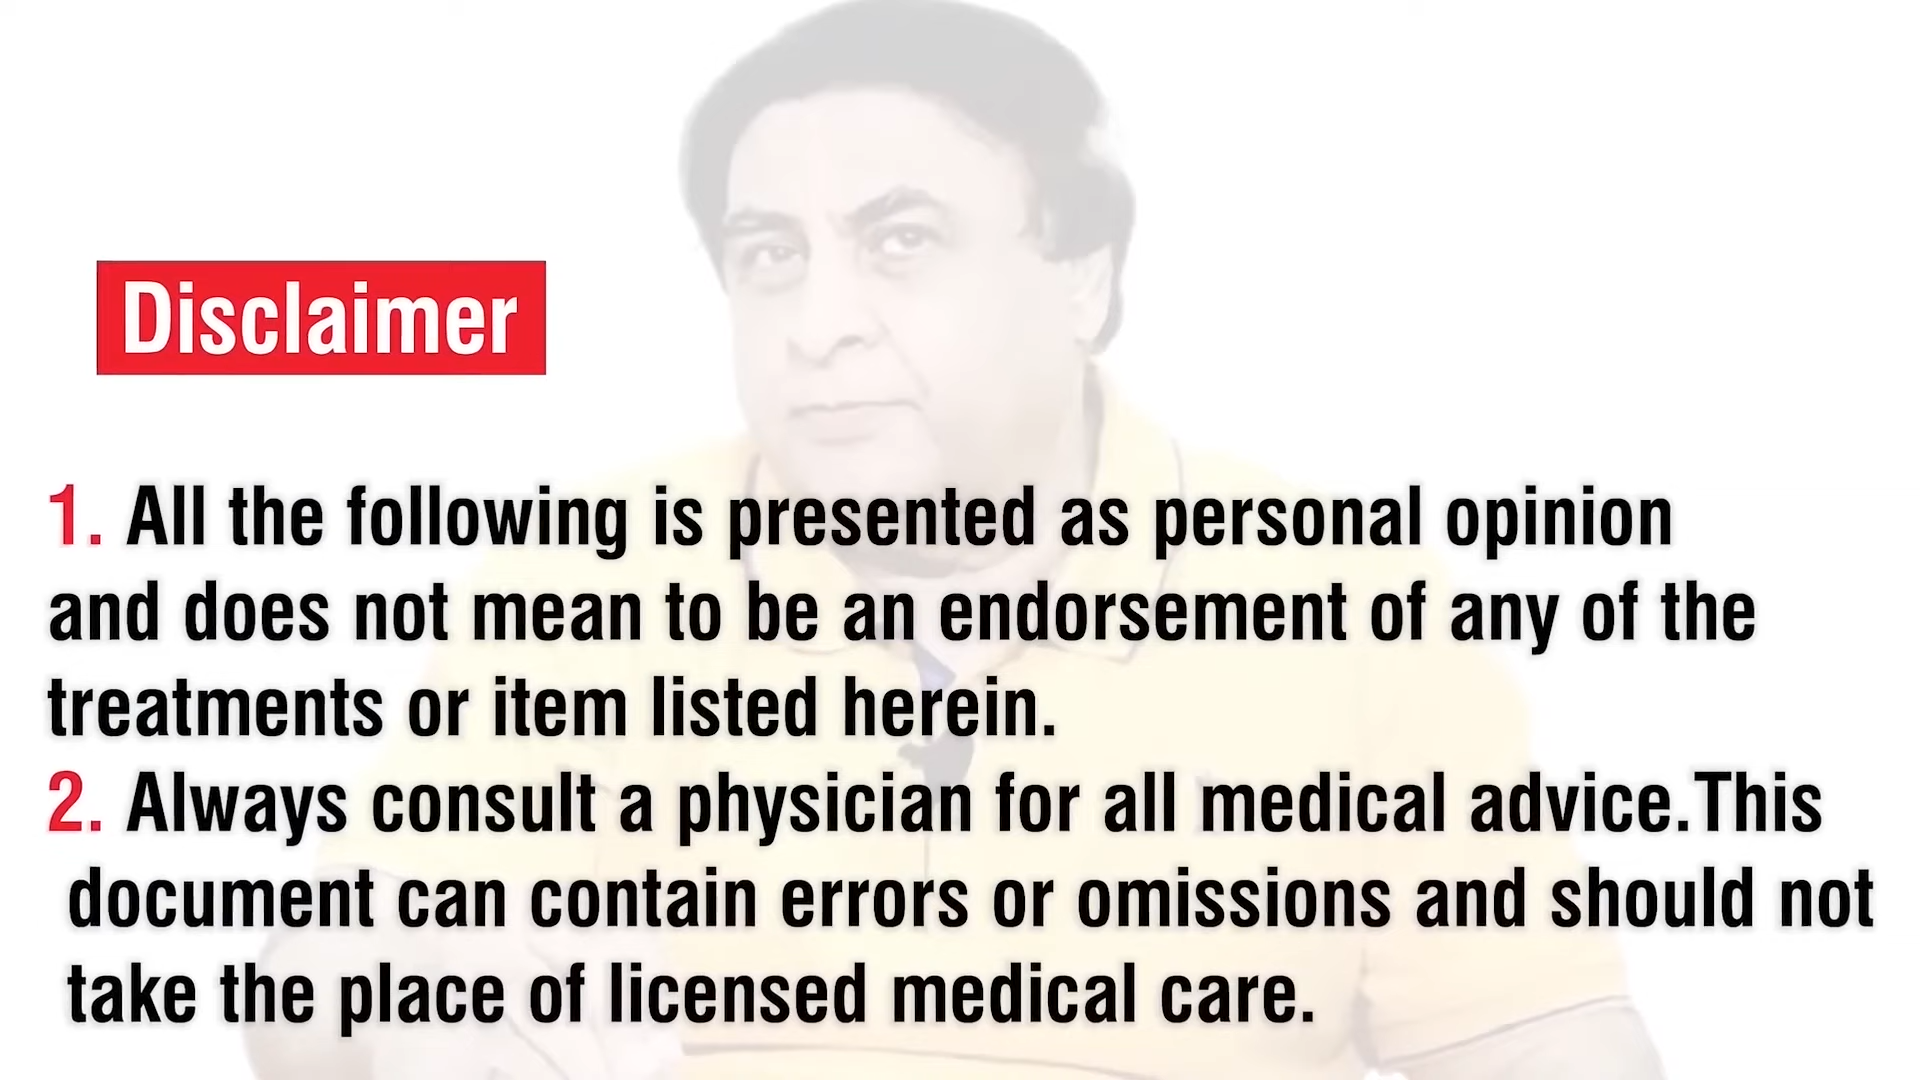 Disclaimer
1. All the following is presented as personal opinion
and does not mean to be an endorsement of any of the
treatments or item listed herein.
2. Always consult a physician for all medical advice.This
document can contain errors or omissions and should not
take the place of licensed medical care.